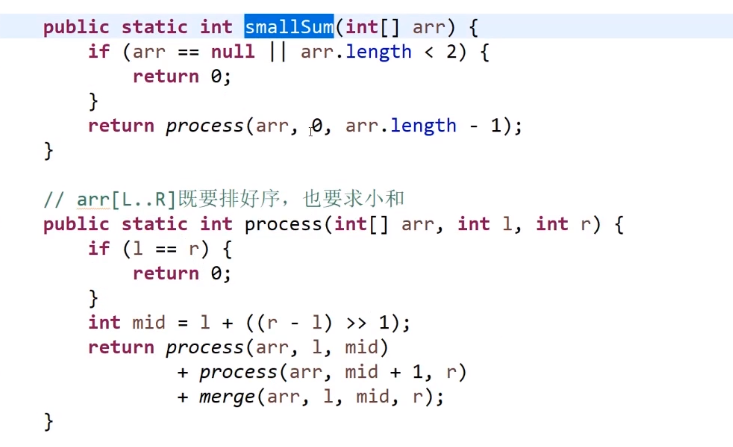 public static int smallSum(int[] arr) {
if (arr == null || arr.length < 2) {
return 0;
}
return process(arr, 0, arr.length - 1);
}
// arr[L..R]既要排好序，也要求小和
public static int process(int[] arr, int l, int r) {
if (l == r) {
return 0;
}
int mid = l + ((r - l) >> 1);
return process(arr, l, mid)
+ process(arr, mid + 1, r)
+ merge(arr, l, mid, r);
}